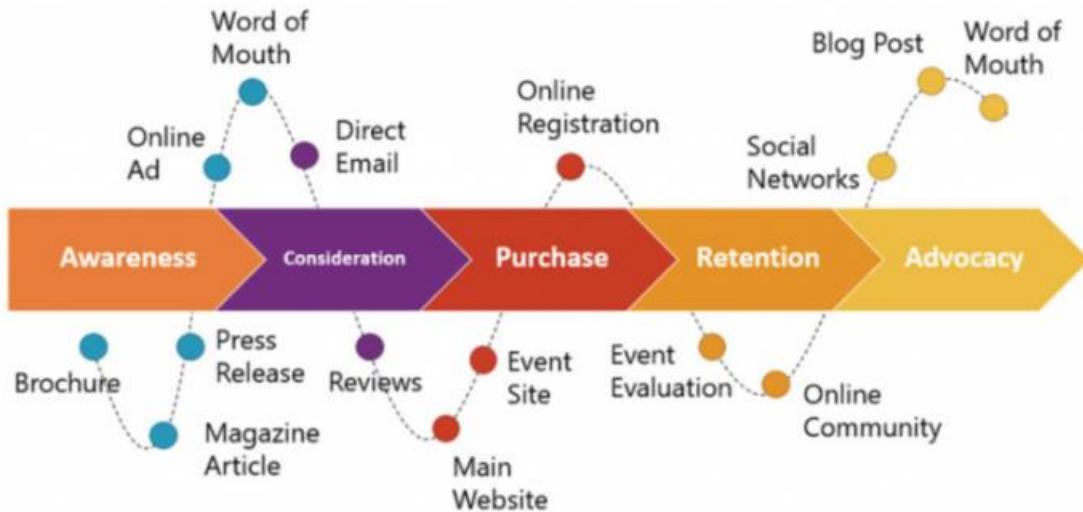 Word of
Mouth
Blog Post
Word of
Mouth
Online
Ad
Direct
Email
Online
Registration
Social
Networks
Awareness
Consideration
Purchase
Retention
Advocacy
Brochure
Press
Release
Magazine
Article
Reviews
Event
Site
Main
Website
Event
Evaluation
Online
Community